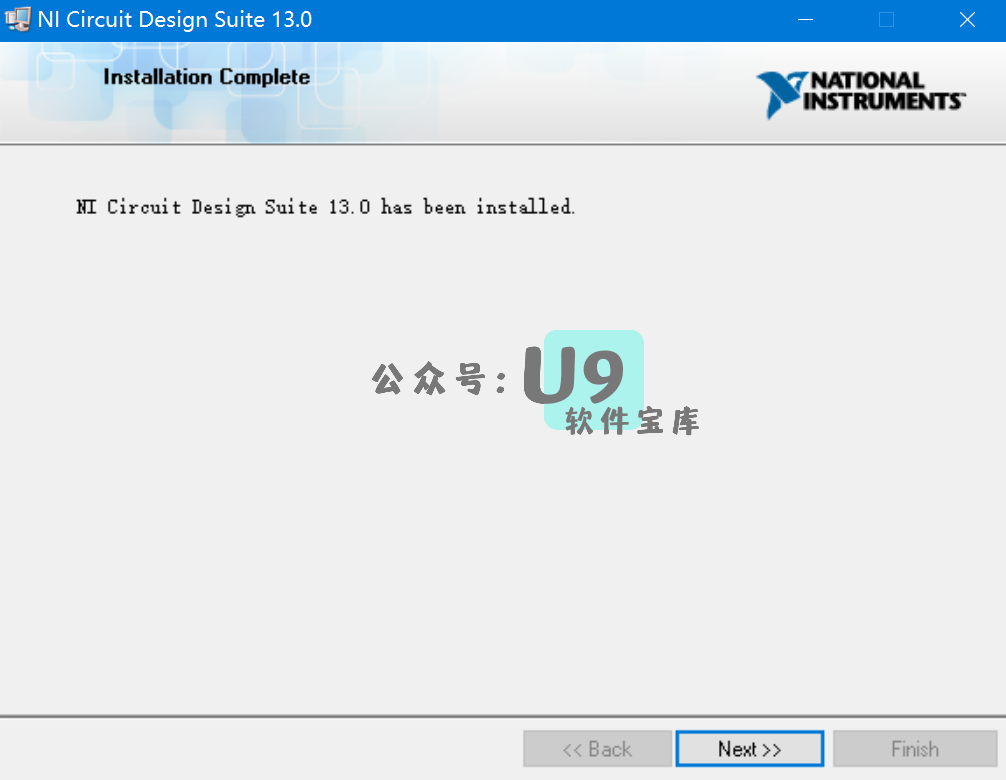 NI Circuit Design Suite 13.0
Installation Complete
NATIONAL
INSTRUMENTS™
NI Circuit Design Suite 13.0 has been installed.
公众号:U9
软件宝库
<< Back
Next >>
Finish